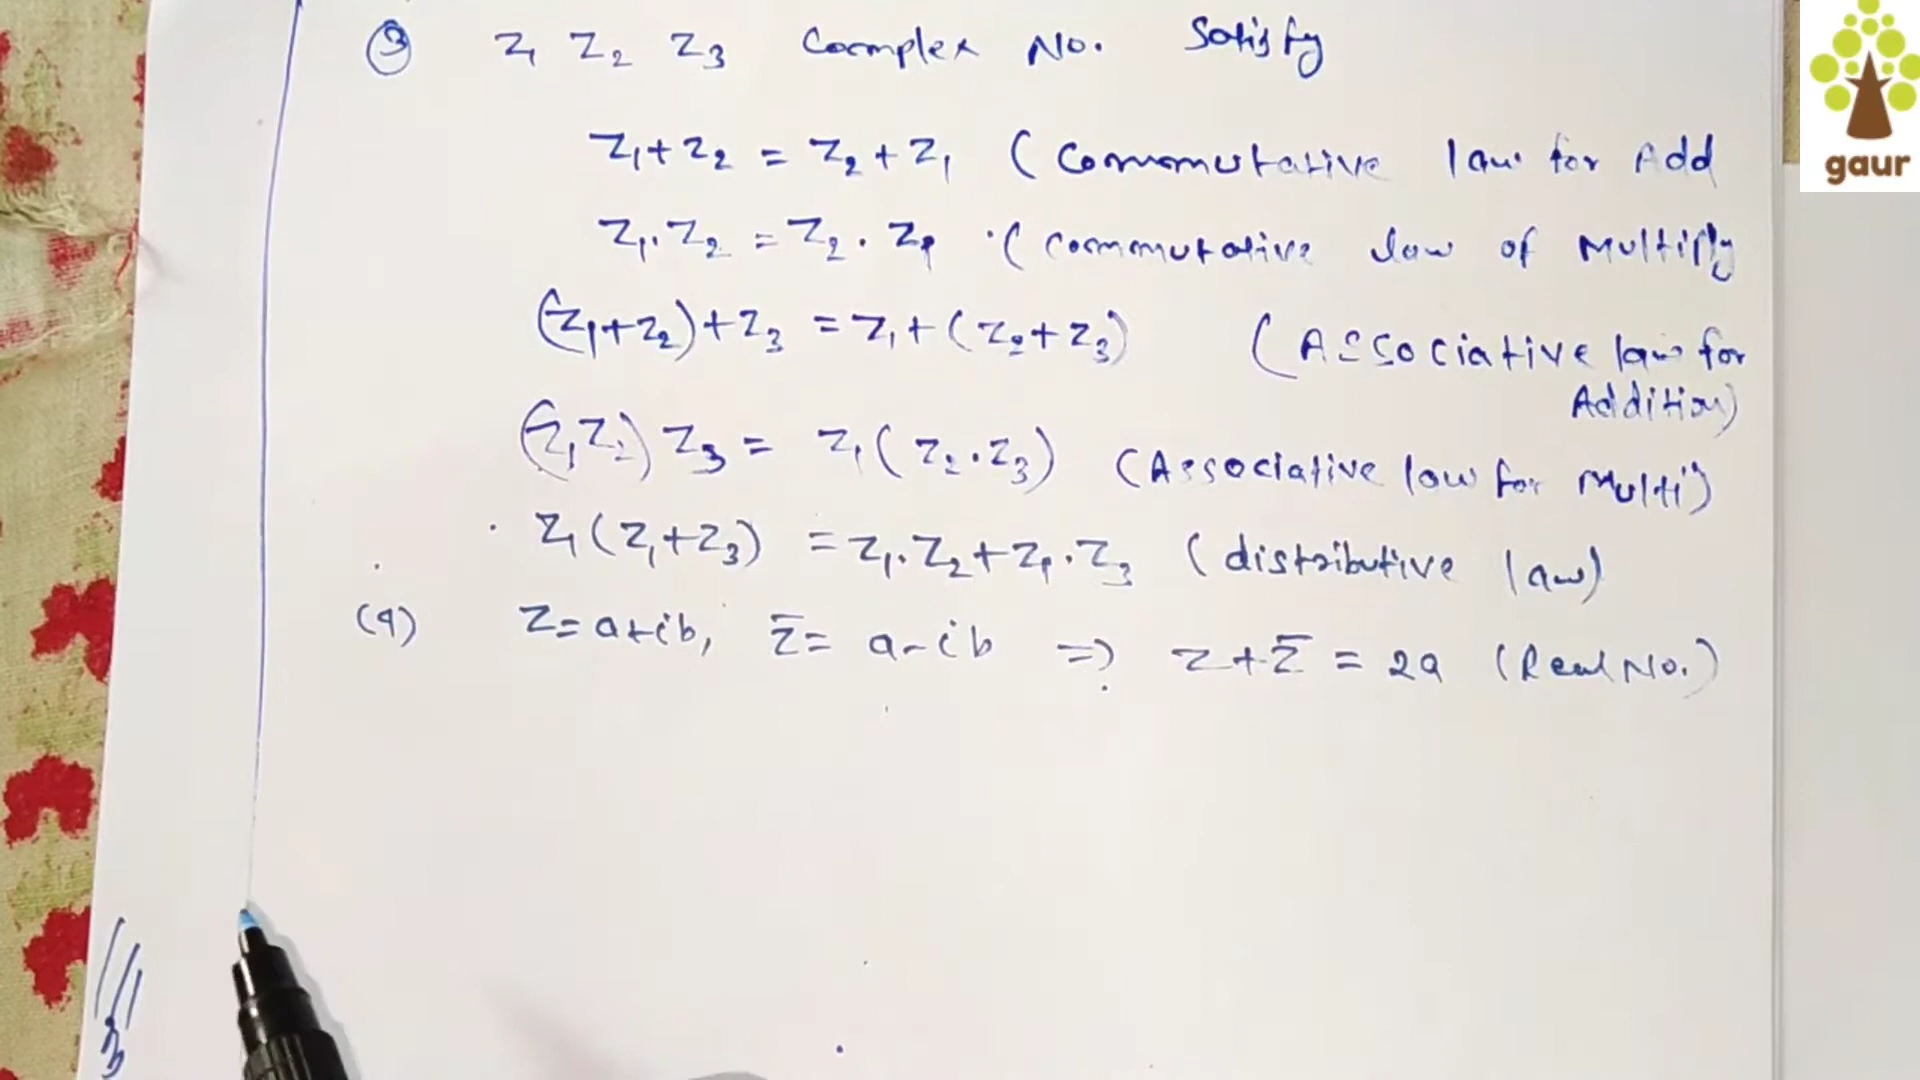 ③ Z₁ Z₂ Z₃ Complex No. Satisfy
Z₁+Z₂ = Z₂+Z₁ (Commutative law for Add
Z₁.Z₂ = Z₂.Z₁ (Commutative law of Multiply
(Z₁+Z₂)+Z₃ = Z₁+(Z₂+Z₃) (Associative law for Addition)
(Z₁Z₂)Z₃ = Z₁(Z₂.Z₃) (Associative law for Multi)
Z₁(Z₁+Z₃) = Z₁.Z₂+Z₁.Z₃ (distributive law)
(4) Z=a+ib, z̄= a-ib => Z+Z̄ = 2a (Real No.)
gaur